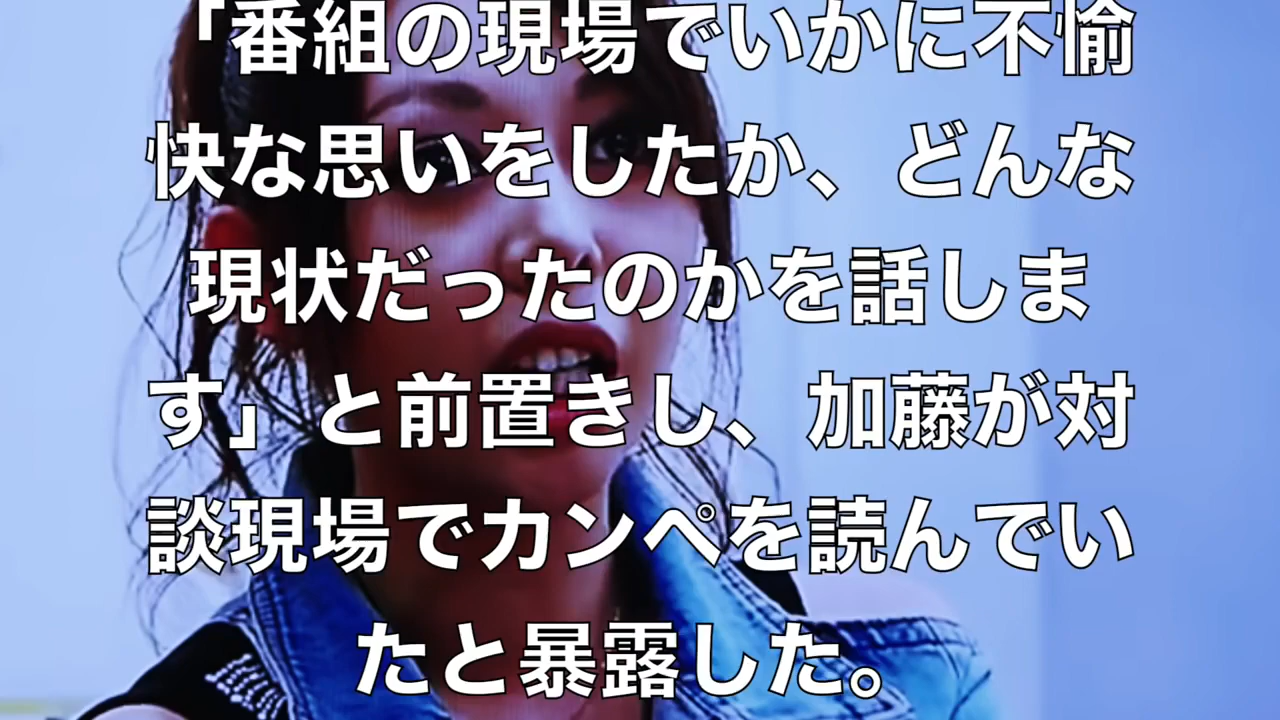 「番組の現場でいかに不愉
快な思いをしたか、どんな
現状だったのかを話しま
す」と前置きし、加藤が対
談現場でカンペを読んでい
たと暴露した。